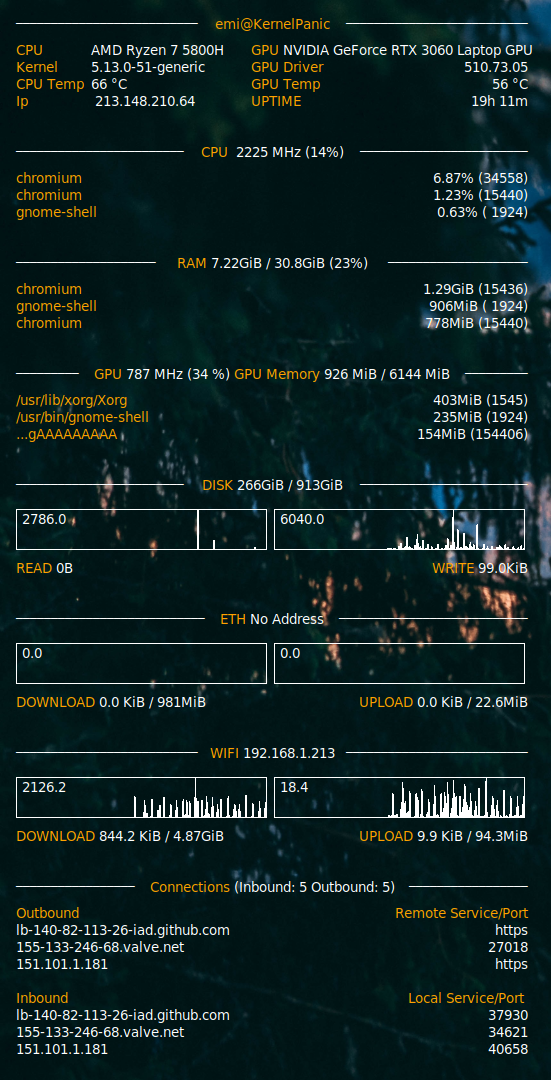 emi@KernelPanic
CPU AMD Ryzen 7 5800H GPU NVIDIA GeForce RTX 3060 Laptop GPU
Kernel 5.13.0-51-generic GPU Driver 510.73.05
CPU Temp 66 °C GPU Temp 56 °C
Ip 213.148.210.64 UPTIME 19h 11m
CPU 2225 MHz (14%)
chromium 6.87% (34558)
chromium 1.23% (15440)
gnome-shell 0.63% ( 1924)
RAM 7.22GiB / 30.8GiB (23%)
chromium 1.29GiB (15436)
gnome-shell 906MiB ( 1924)
chromium 778MiB (15440)
GPU 787 MHz (34 %) GPU Memory 926 MiB / 6144 MiB
/usr/lib/xorg/Xorg 403MiB (1545)
/usr/bin/gnome-shell 235MiB (1924)
...gAAAAAAAAA 154MiB (154406)
DISK 266GiB / 913GiB
2786.0 6040.0
READ 0B WRITE 99.0KiB
ETH No Address
0.0 0.0
DOWNLOAD 0.0 KiB / 981MiB UPLOAD 0.0 KiB / 22.6MiB
WIFI 192.168.1.213
2126.2 18.4
DOWNLOAD 844.2 KiB / 4.87GiB UPLOAD 9.9 KiB / 94.3MiB
Connections (Inbound: 5 Outbound: 5)
Outbound Remote Service/Port
lb-140-82-113-26-iad.github.com https
155-133-246-68.valve.net 27018
151.101.1.181 https
Inbound Local Service/Port
lb-140-82-113-26-iad.github.com 37930
155-133-246-68.valve.net 34621
151.101.1.181 40658